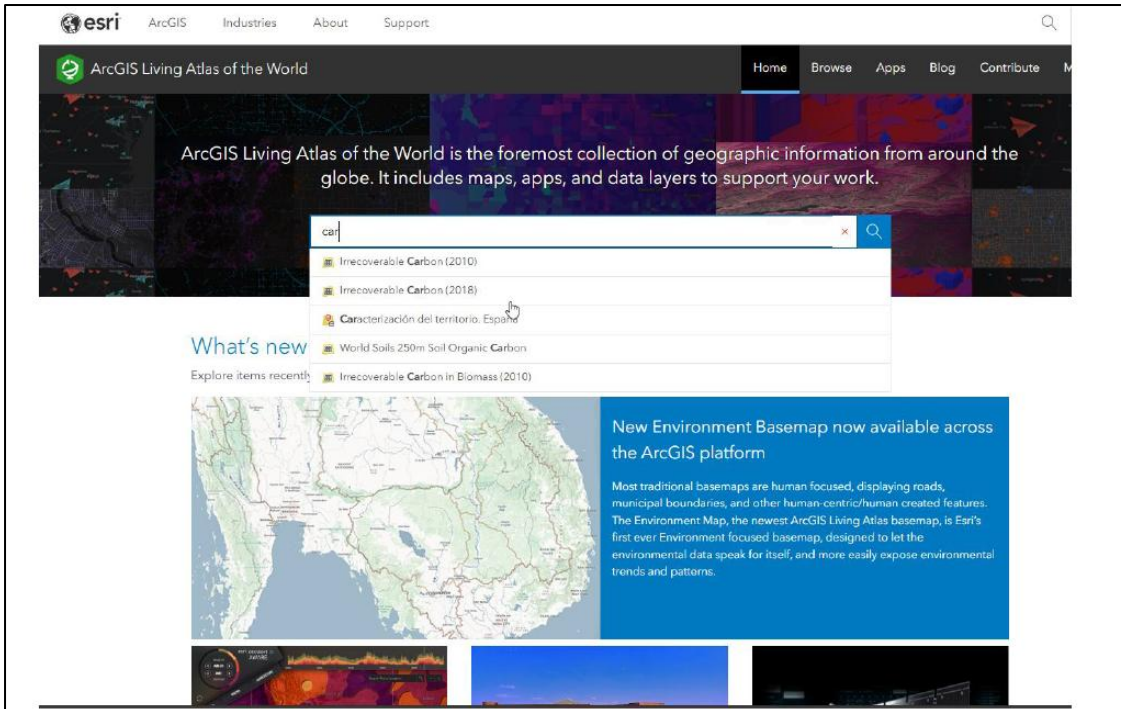 esri ArcGIS Industries About Support
ArcGIS Living Atlas of the World Home Browse Apps Blog Contribute M
ArcGIS Living Atlas of the World is the foremost collection of geographic information from around the
globe. It includes maps, apps, and data layers to support your work.
car
Irrecoverable Carbon (2010)
Irrecoverable Carbon (2018)
Caracterización del territorio. España
World Soils 250m Soil Organic Carbon
Irrecoverable Carbon in Biomass (2010)
What's new
Explore items recently
New Environment Basemap now available across
the ArcGIS platform
Most traditional basemaps are human focused, displaying roads,
municipal boundaries, and other human-centric/human created features.
The Environment Map, the newest ArcGIS Living Atlas basemap, is Esri's
first ever Environment focused basemap, designed to let the
environmental data speak for itself, and more easily expose environmental
trends and patterns.